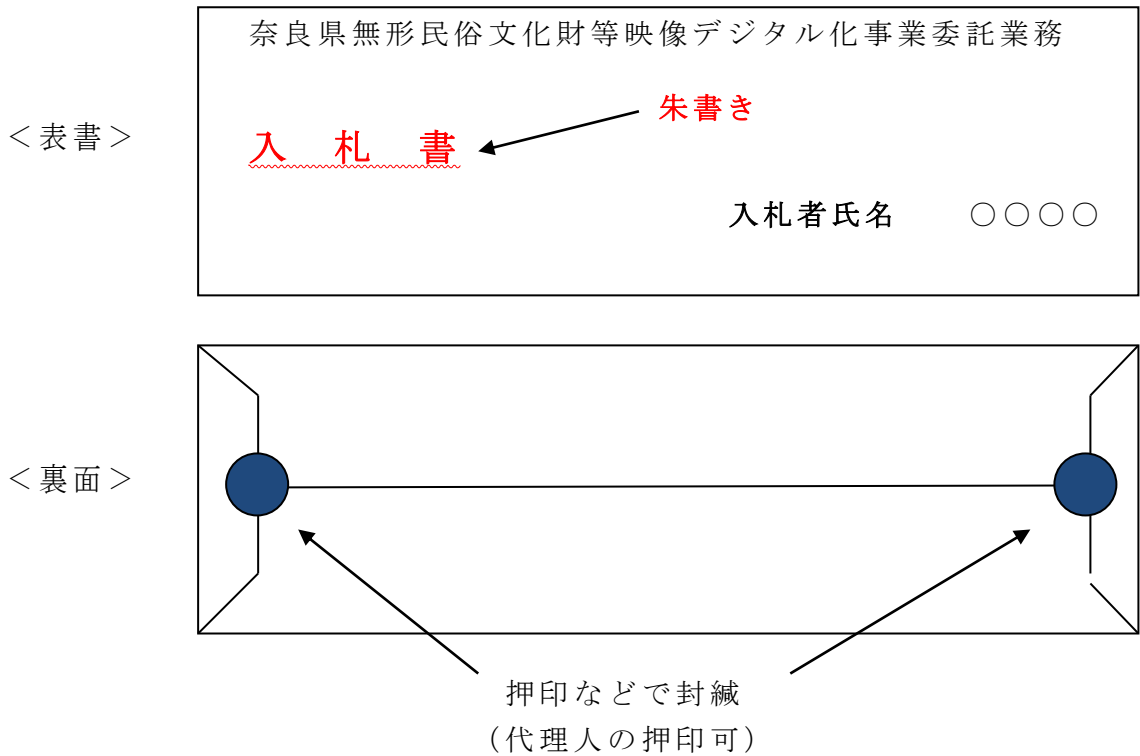 奈良県無形民俗文化財等映像デジタル化事業委託業務
朱書き
＜表書＞
入　札　書
入札者氏名　　〇〇〇〇
＜裏面＞
押印などで封緘
（代理人の押印可）